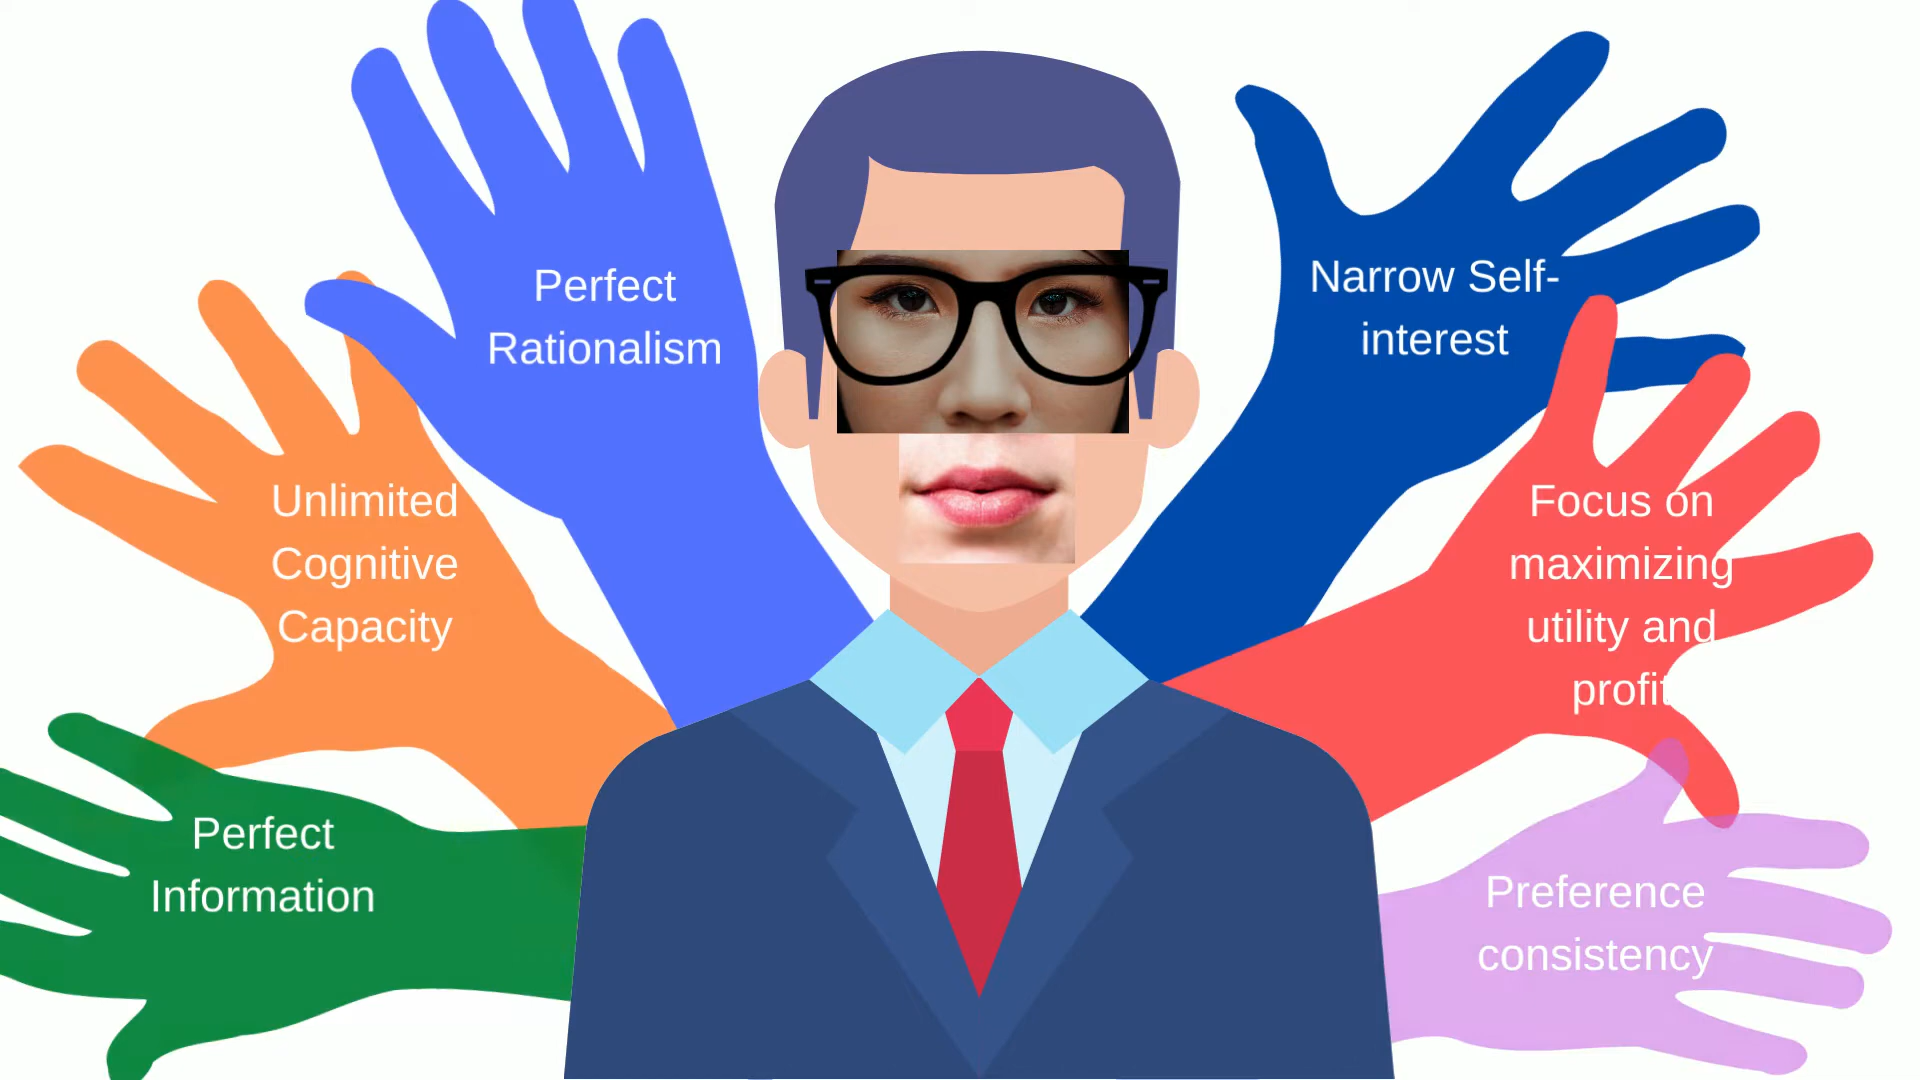 Perfect
Rationalism
Narrow Self-
interest
Unlimited
Cognitive
Capacity
Focus on
maximizing
utility and
profit
Perfect
Information
Preference
consistency